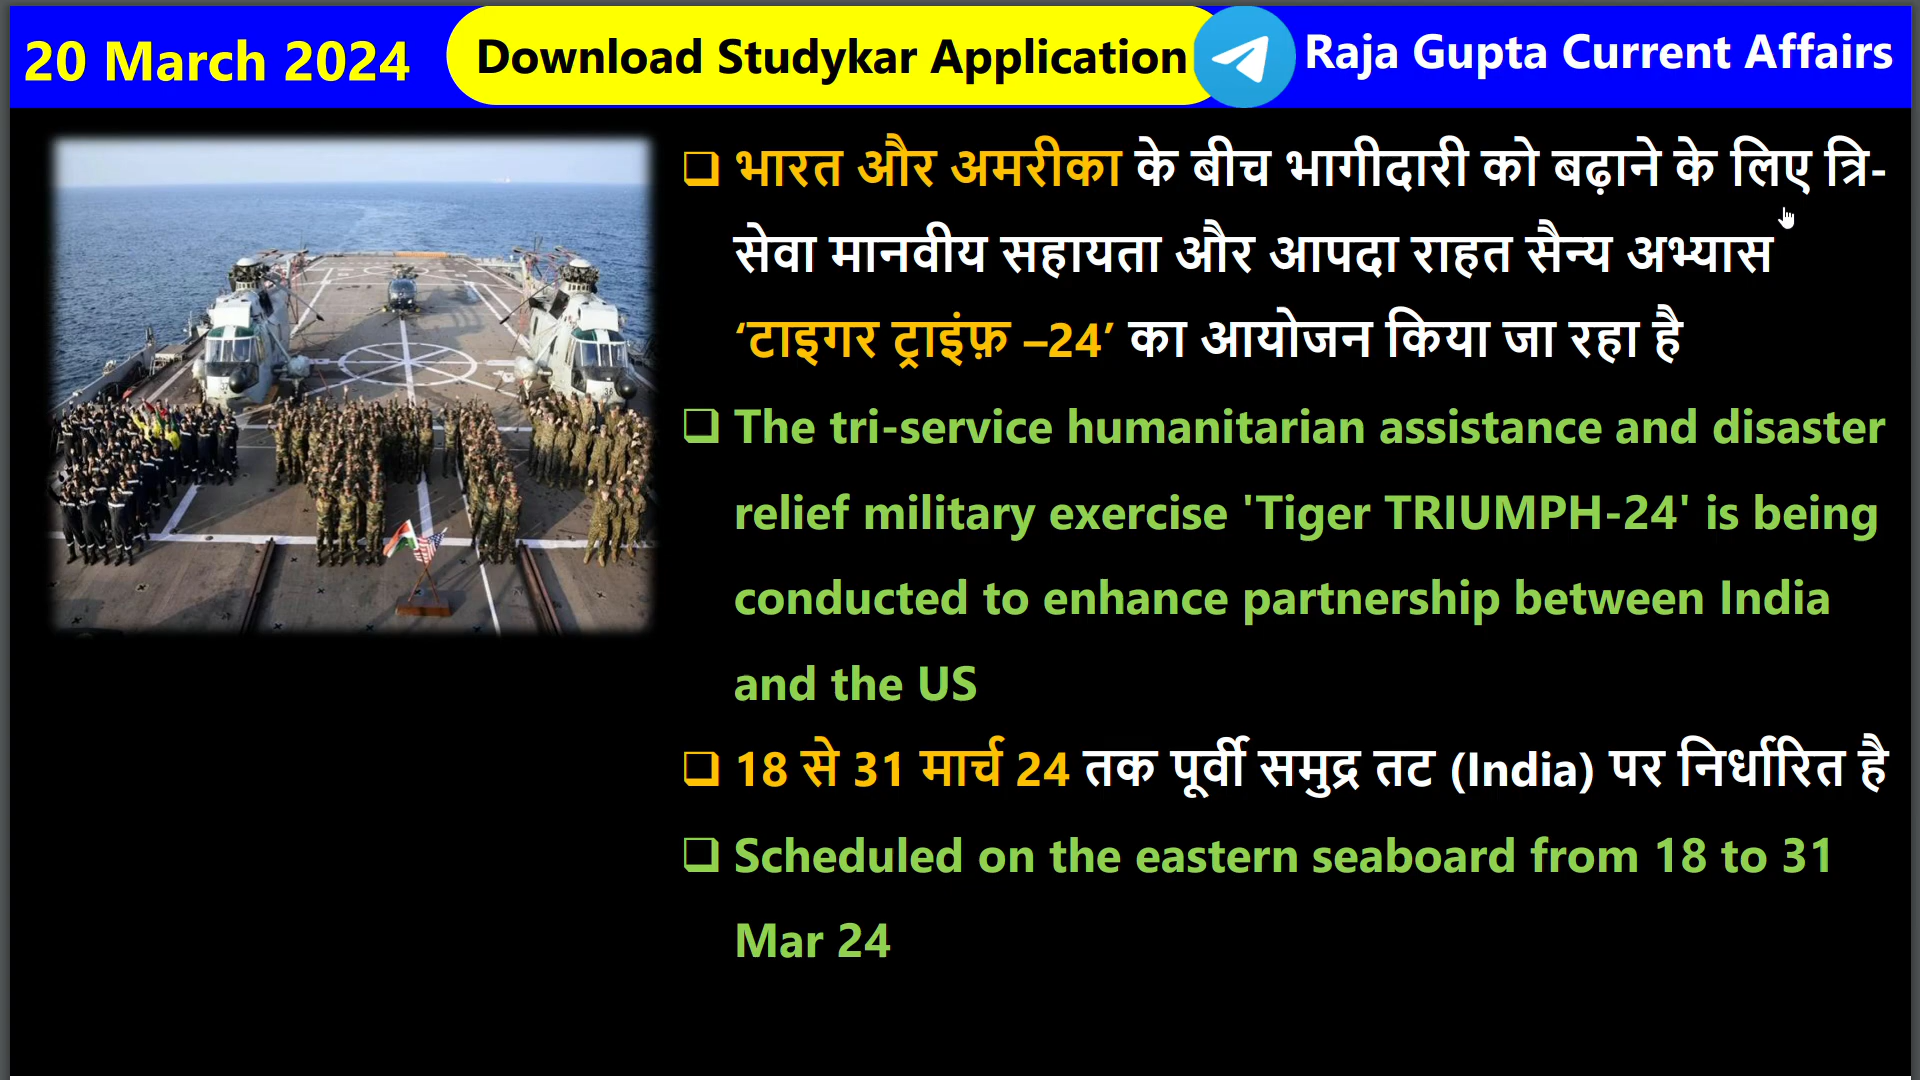 20 March 2024
Download Studykar Application
Raja Gupta Current Affairs
❑ भारत और अमरीका के बीच भागीदारी को बढ़ाने के लिए त्रि-
सेवा मानवीय सहायता और आपदा राहत सैन्य अभ्यास
‘टाइगर ट्राइंफ़ –24’ का आयोजन किया जा रहा है
❑ The tri-service humanitarian assistance and disaster
relief military exercise 'Tiger TRIUMPH-24' is being
conducted to enhance partnership between India
and the US
❑ 18 से 31 मार्च 24 तक पूर्वी समुद्र तट (India) पर निर्धारित है
❑ Scheduled on the eastern seaboard from 18 to 31
Mar 24